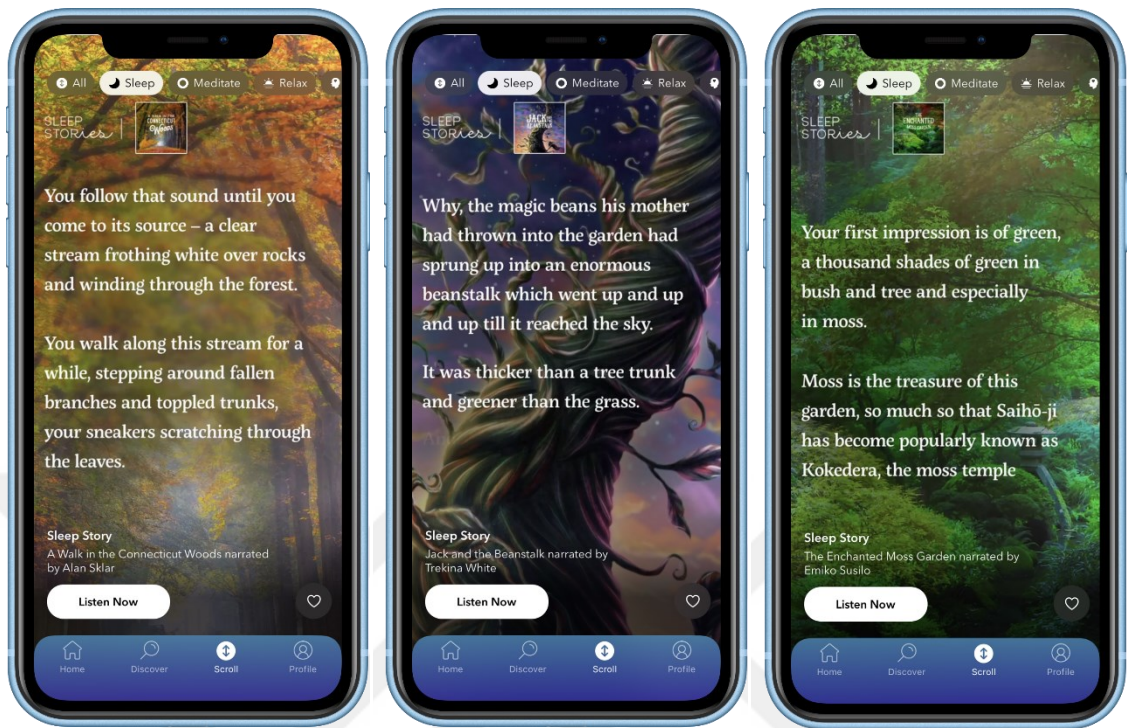 All Sleep Meditate Relax
SLEEP
STORies
CONNECTICUT
Woods
You follow that sound until you
come to its source – a clear
stream frothing white over rocks
and winding through the forest.
You walk along this stream for a
while, stepping around fallen
branches and toppled trunks,
your sneakers scratching through
the leaves.
Sleep Story
A Walk in the Connecticut Woods narrated
by Alan Sklar
Listen Now
Home Discover Scroll Profile
All Sleep Meditate Relax
SLEEP
STORies
JACK
BEANSTALK
Why, the magic beans his mother
had thrown into the garden had
sprung up into an enormous
beanstalk which went up and up
and up till it reached the sky.
It was thicker than a tree trunk
and greener than the grass.
Sleep Story
Jack and the Beanstalk narrated by
Trekina White
Listen Now
Home Discover Scroll Profile
All Sleep Meditate Relax
SLEEP
STORies
ENCHANTED
MOSS GARDEN
Your first impression is of green,
a thousand shades of green in
bush and tree and especially
in moss.
Moss is the treasure of this
garden, so much so that Saihō-ji
has become popularly known as
Kokedera, the moss temple
Sleep Story
The Enchanted Moss Garden narrated by
Emiko Susilo
Listen Now
Home Discover Scroll Profile